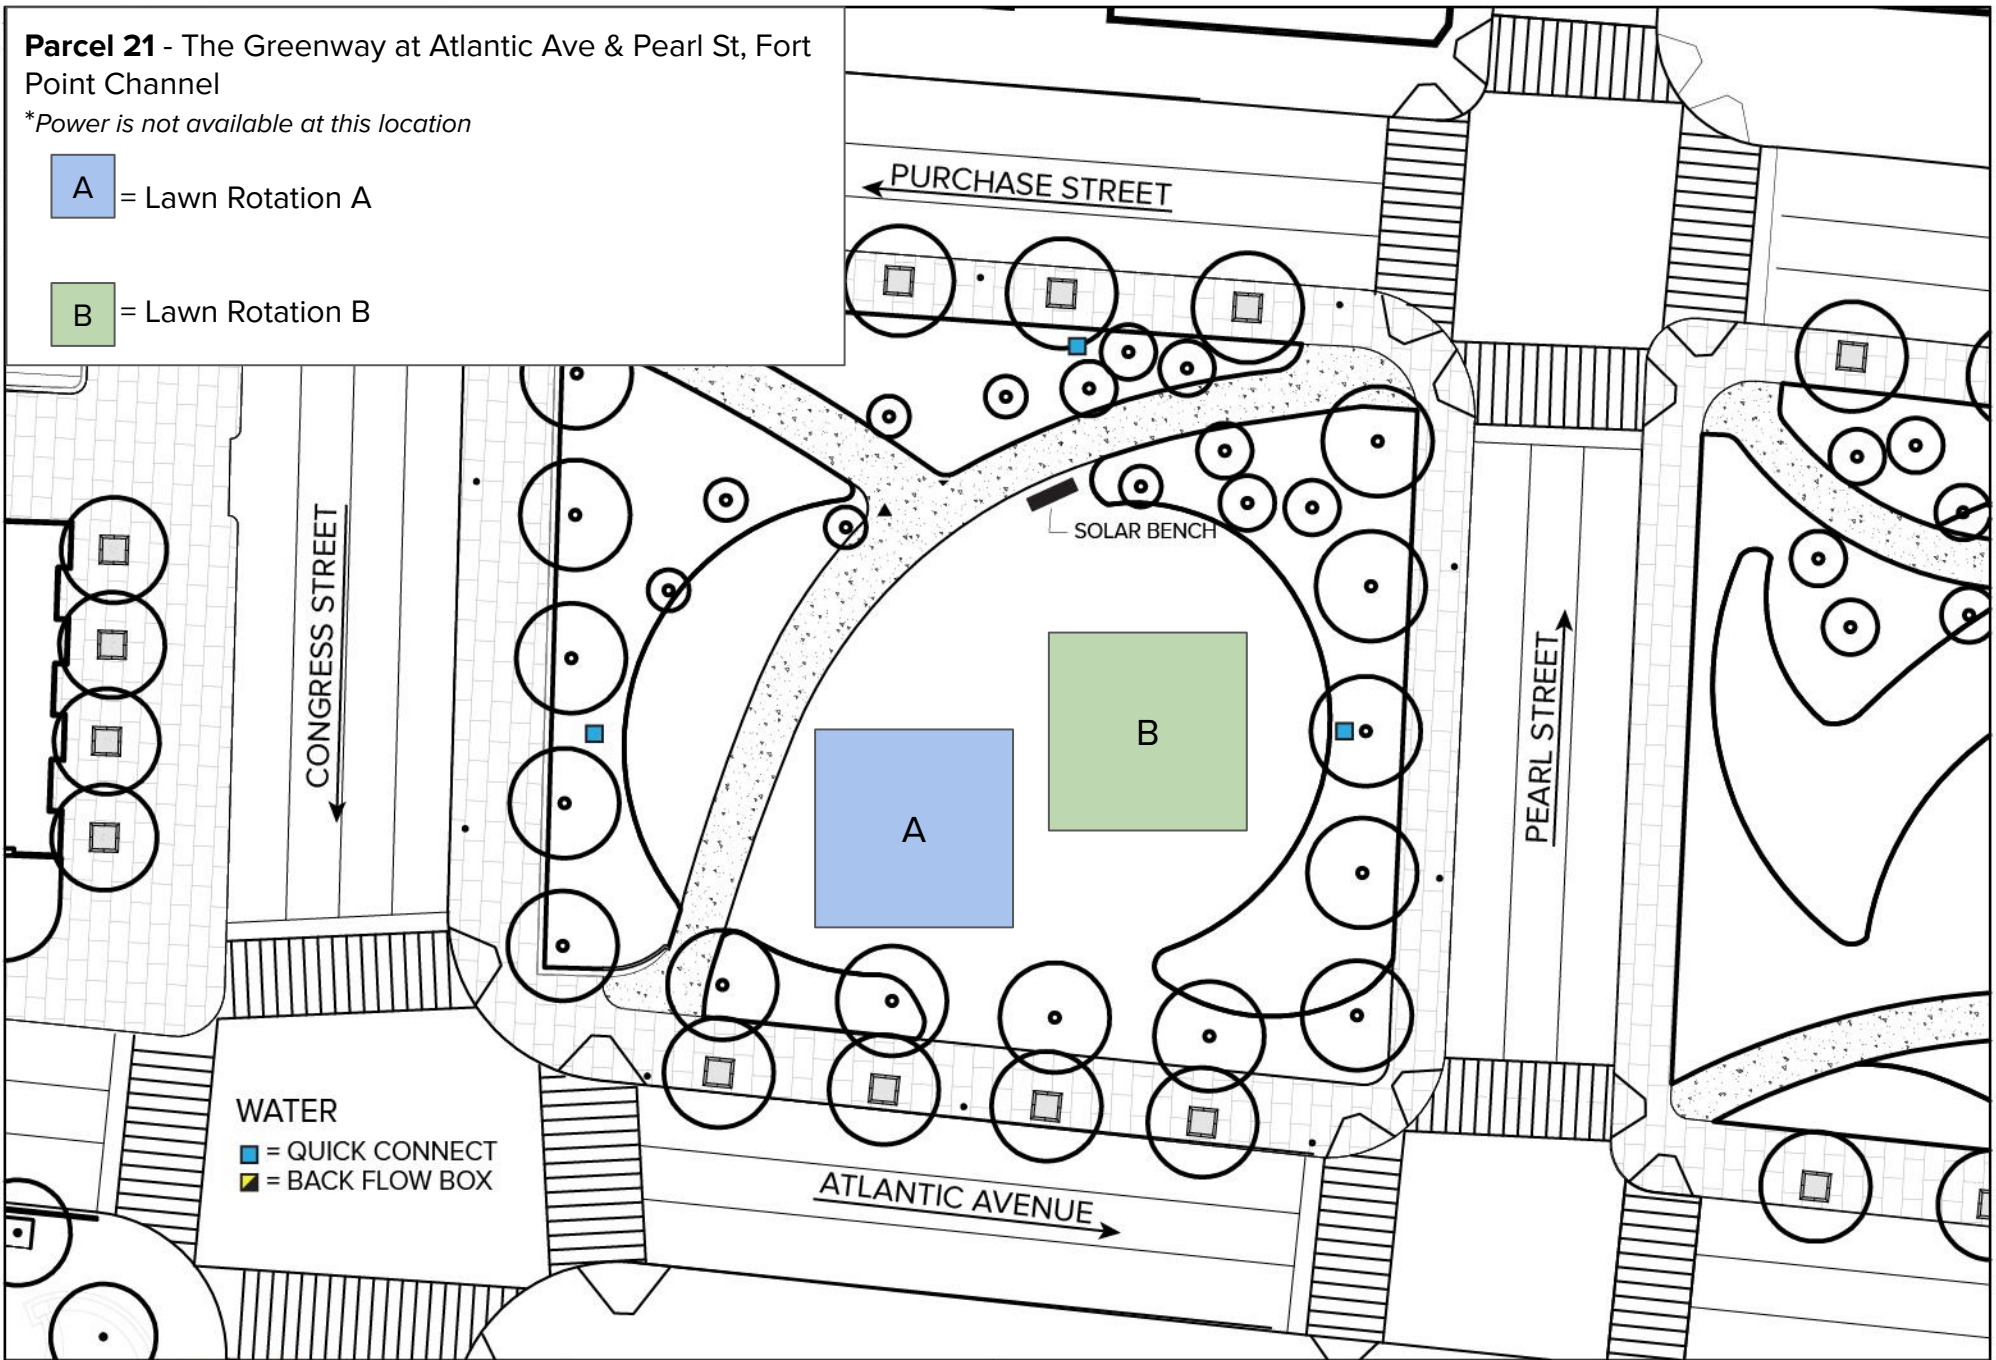 Parcel 21 - The Greenway at Atlantic Ave & Pearl St, Fort
Point Channel
*Power is not available at this location
A = Lawn Rotation A
B = Lawn Rotation B
PURCHASE STREET
SOLAR BENCH
CONGRESS STREET
PEARL STREET
B
A
WATER
= QUICK CONNECT
= BACK FLOW BOX
ATLANTIC AVENUE